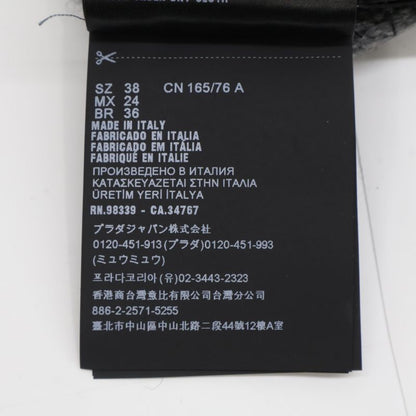 SZ 38 CN 165/76 A
MX 24
BR 36
MADE IN ITALY
FABRICADO EN ITALIA
FABRICADO EM ITÁLIA
FABRIQUÉ EN ITALIE
ПРОИЗВЕДЕНО В ИТАЛИЯ
ΚΑΤΑΣΚΕΥΑΖΕΤΑΙ ΣΤΗΝ ΙΤΑΛΙΑ
ÜRETİM YERİ İTALYA
RN.98339 - CA.34767
プラダジャパン株式会社
0120-451-913(プラダ) 0120-451-993
(ミュウミュウ)
프라다코리아(유)02-3443-2323
香港商台灣魚比有限公司台灣分公司
886-2-2571-5255
臺北市中山區中山北路二段44號12樓A室